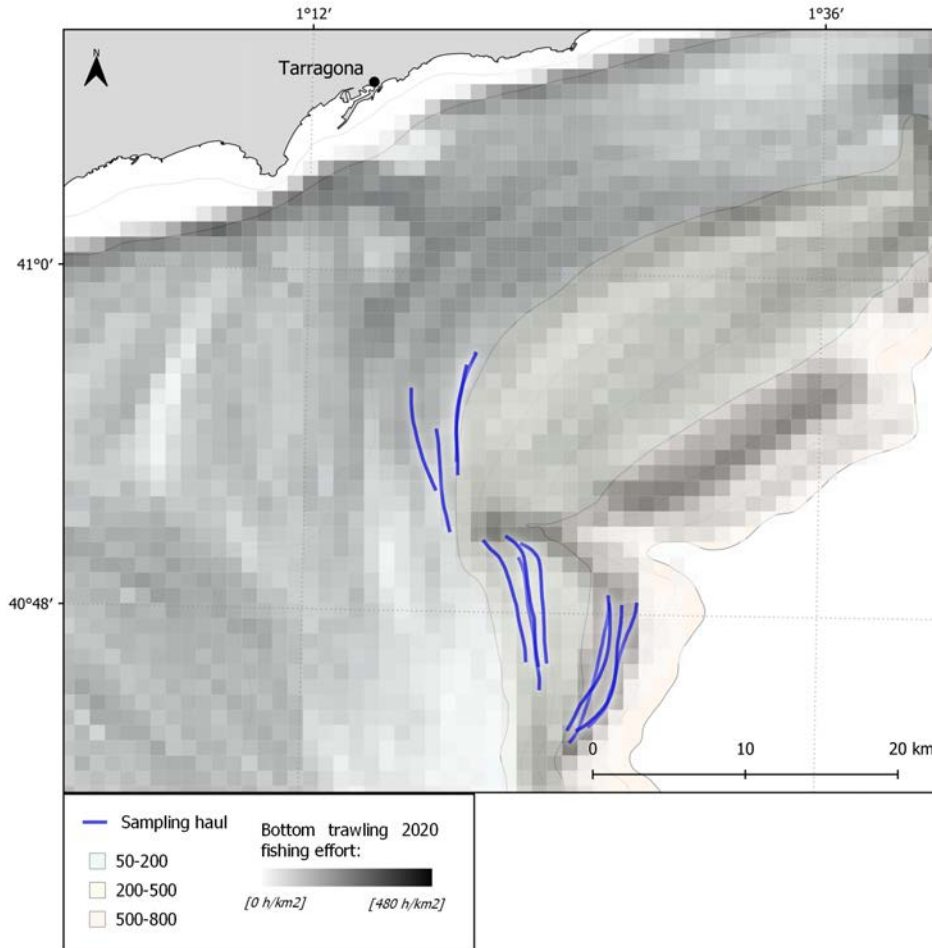 1°12′
1°36′
N
Tarragona
41°0′
40°48′
0
10
20 km
Sampling haul
50-200
200-500
500-800
Bottom trawling 2020
fishing effort:
[0 h/km2]
[480 h/km2]